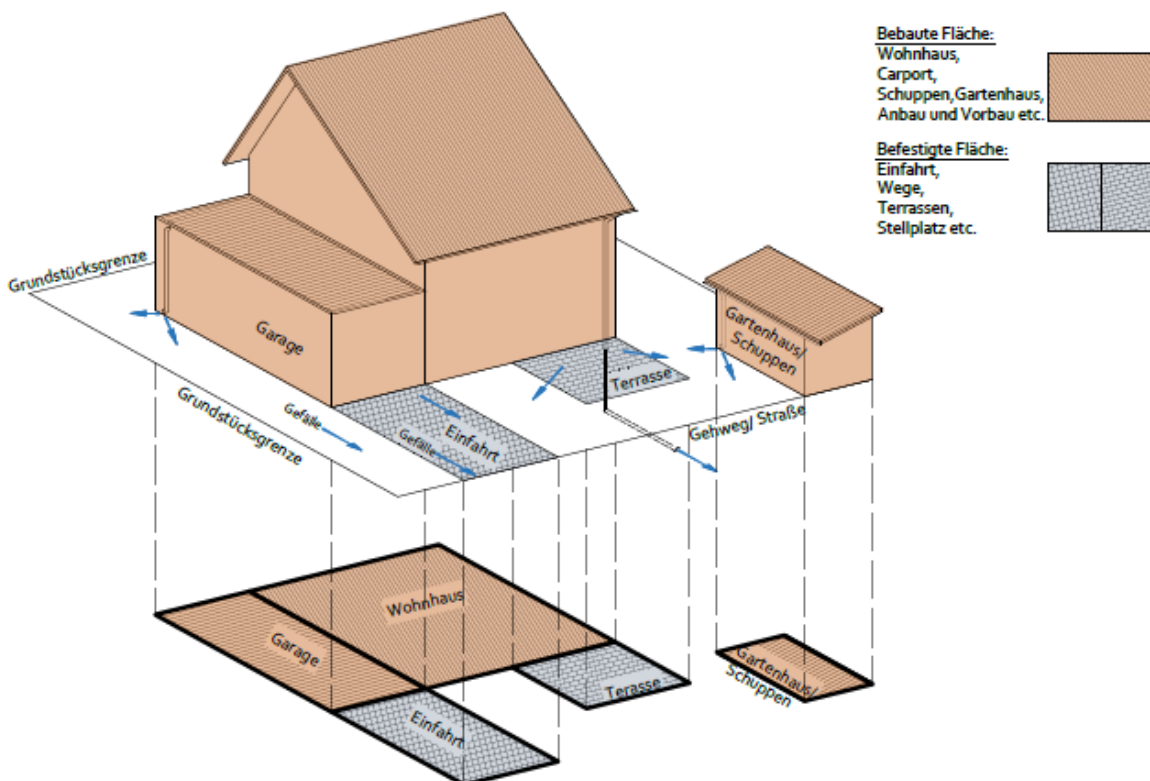 Bebaute Fläche:
Wohnhaus,
Carport,
Schuppen,Gartenhaus,
Anbau und Vorbau etc.
Befestigte Fläche:
Einfahrt,
Wege,
Terrassen,
Stellplatz etc.
Grundstücksgrenze
Garage
Gartenhaus/
Schuppen
Terrasse
Grundstücksgrenze
Gefälle
Gefälle
Einfahrt
Gehweg/ Straße
Wohnhaus
Garage
Einfahrt
Terasse
Gartenhaus/
Schuppen